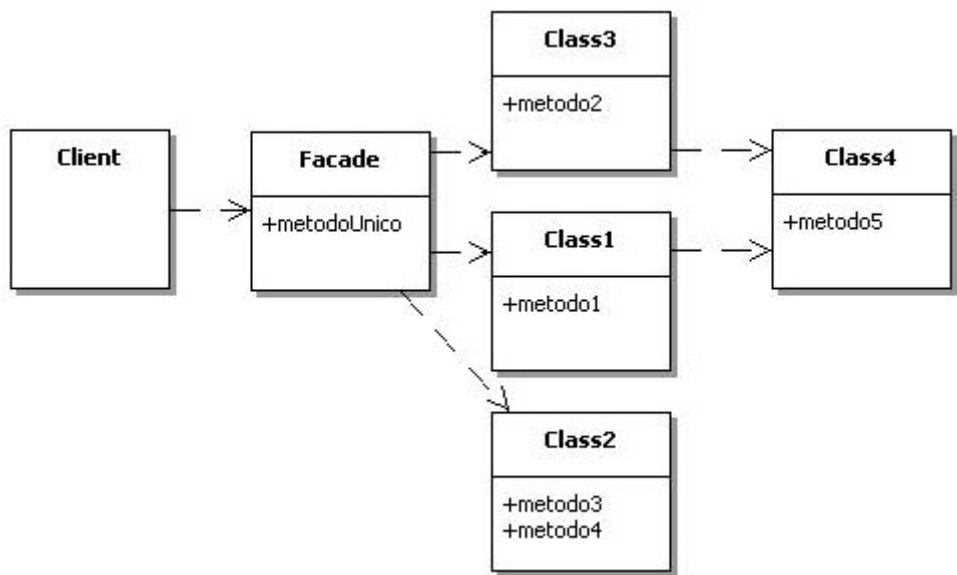 Client
Facade
+metodoUnico
Class3
+metodo2
Class1
+metodo1
Class2
+metodo3
+metodo4
Class4
+metodo5